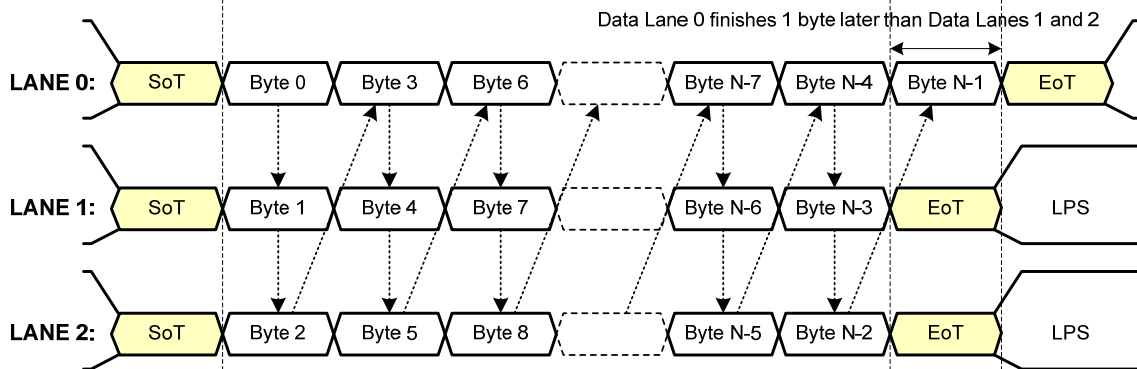 Data Lane 0 finishes 1 byte later than Data Lanes 1 and 2
LANE 0: SoT Byte 0 Byte 3 Byte 6 Byte N-7 Byte N-4 Byte N-1 EoT
LANE 1: SoT Byte 1 Byte 4 Byte 7 Byte N-6 Byte N-3 EoT LPS
LANE 2: SoT Byte 2 Byte 5 Byte 8 Byte N-5 Byte N-2 EoT LPS